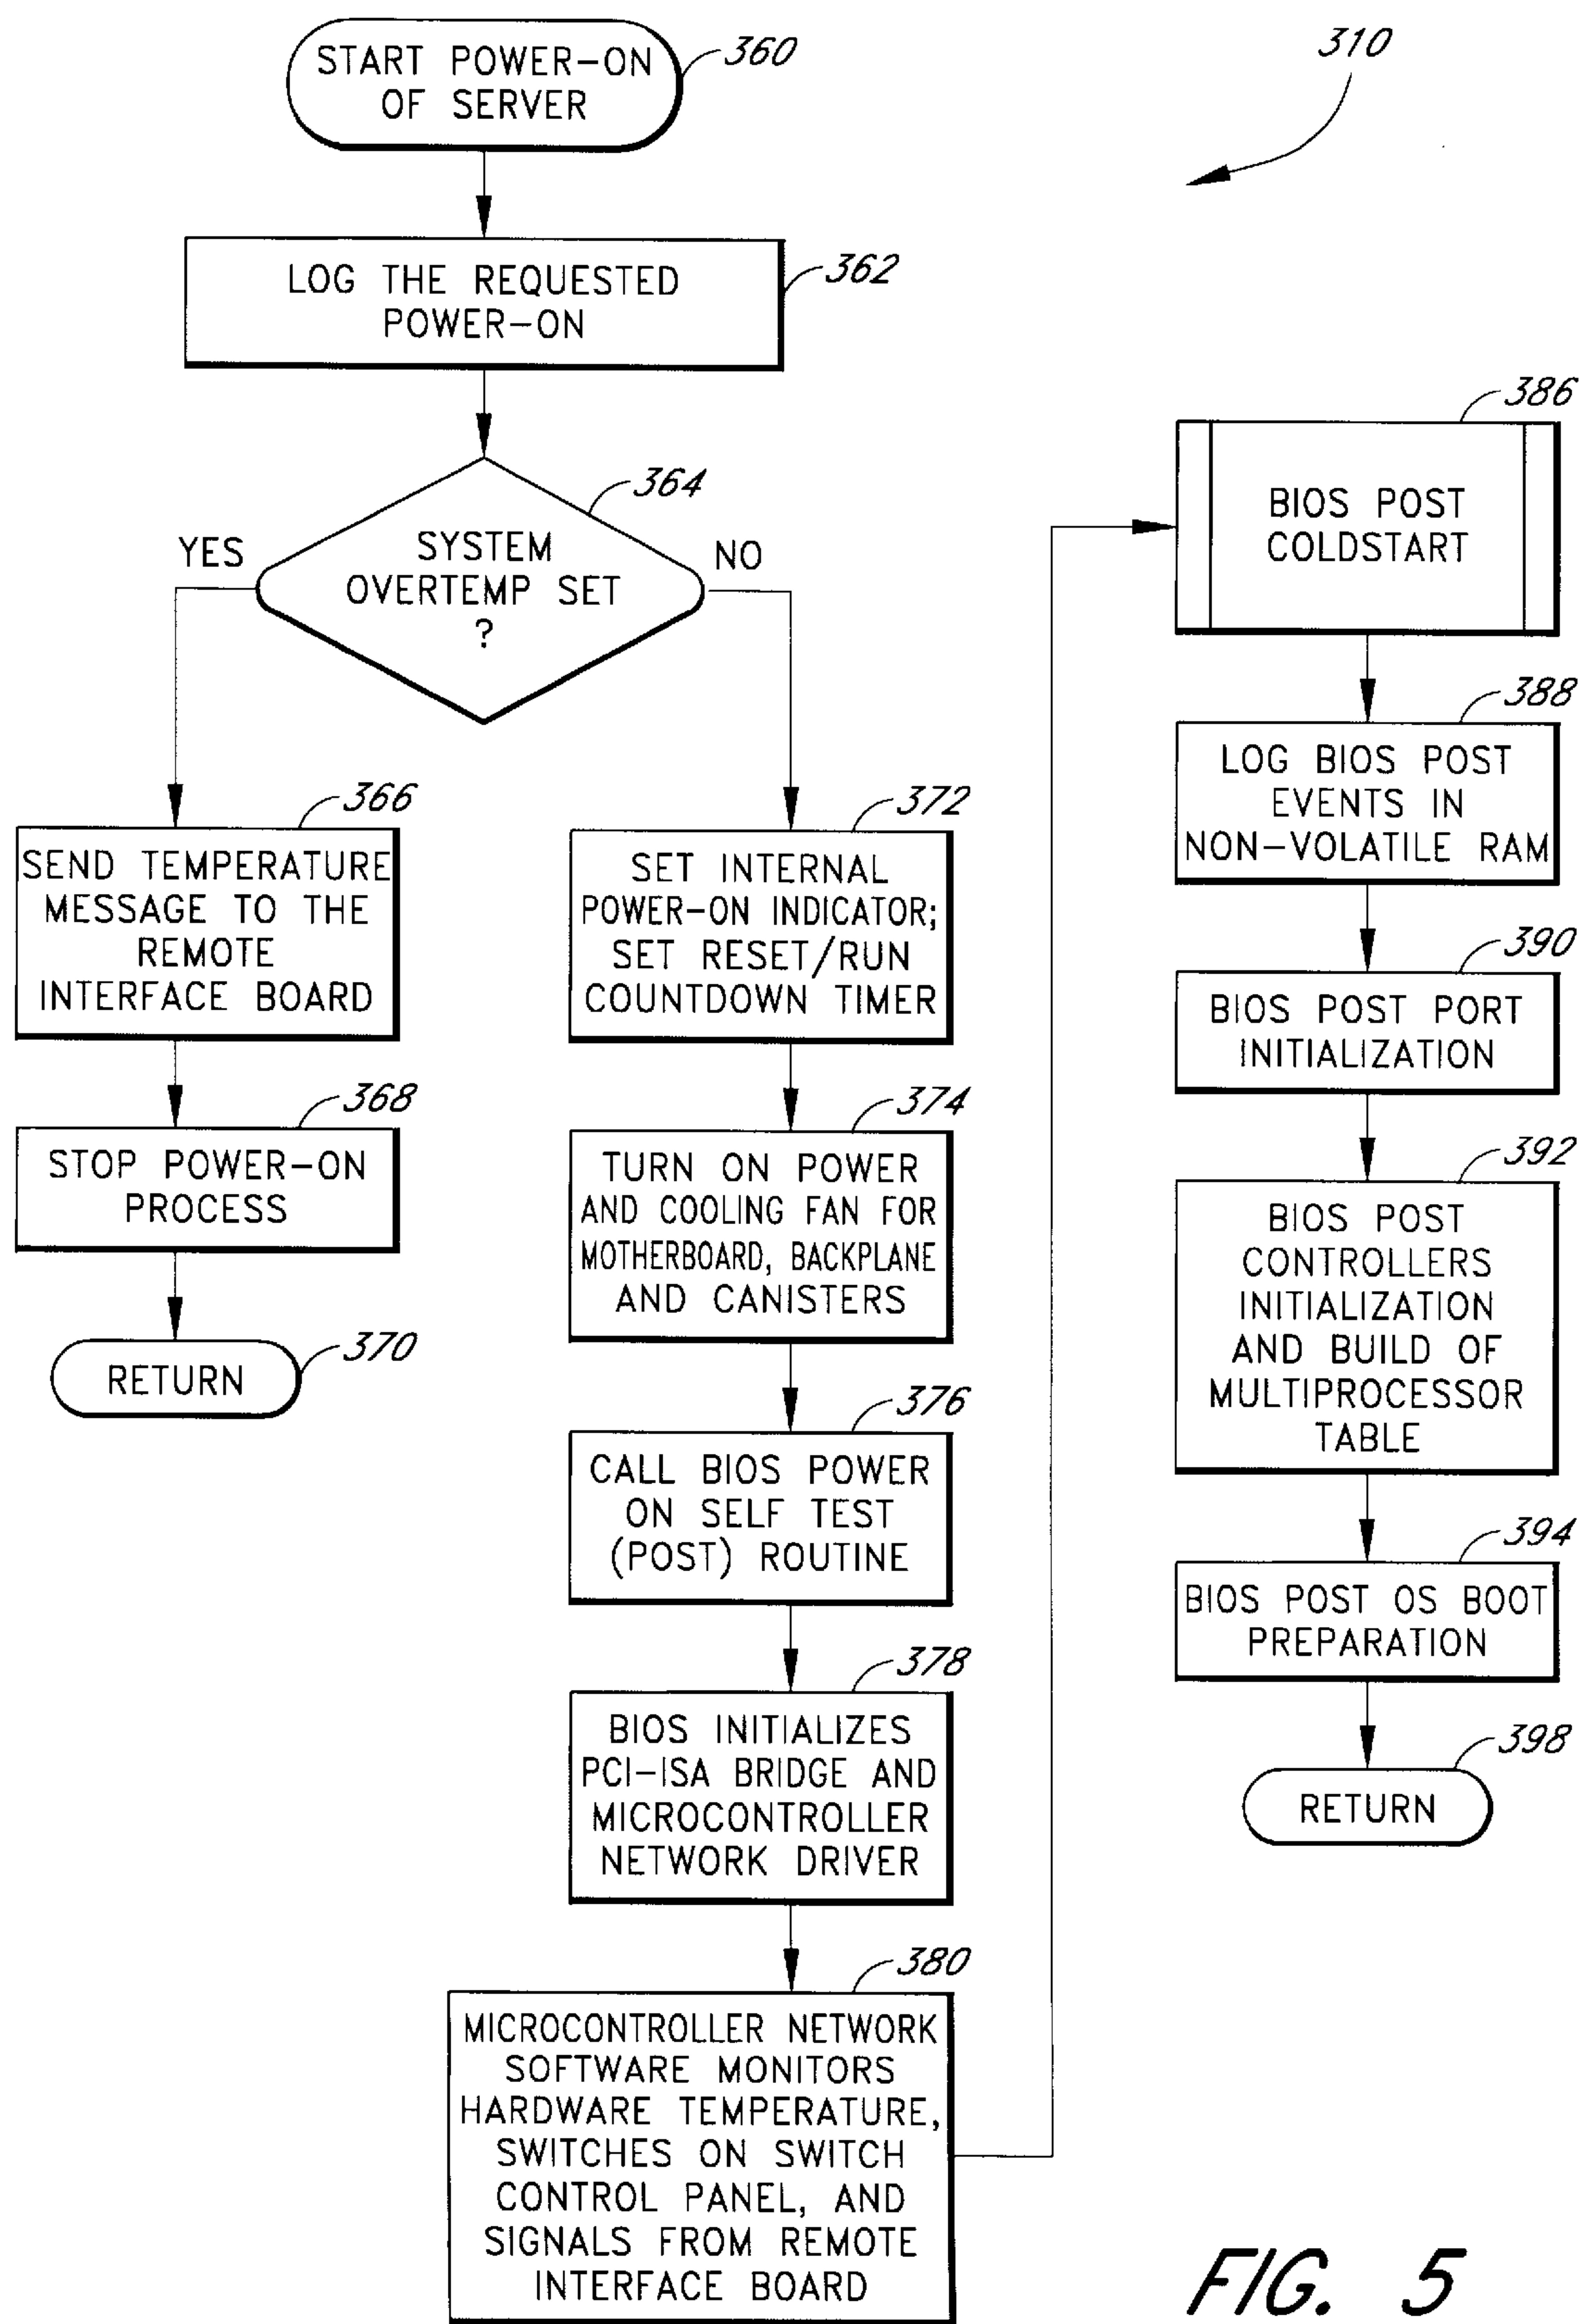 START POWER-ON
OF SERVER
360
310
LOG THE REQUESTED
POWER-ON
362
SYSTEM
OVERTEMP SET
?
364
YES
NO
SEND TEMPERATURE
MESSAGE TO THE
REMOTE
INTERFACE BOARD
366
STOP POWER-ON
PROCESS
368
RETURN
370
SET INTERNAL
POWER-ON INDICATOR;
SET RESET/RUN
COUNTDOWN TIMER
372
TURN ON POWER
AND COOLING FAN FOR
MOTHERBOARD, BACKPLANE
AND CANISTERS
374
CALL BIOS POWER
ON SELF TEST
(POST) ROUTINE
376
BIOS INITIALIZES
PCI-ISA BRIDGE AND
MICROCONTROLLER
NETWORK DRIVER
378
MICROCONTROLLER NETWORK
SOFTWARE MONITORS
HARDWARE TEMPERATURE,
SWITCHES ON SWITCH
CONTROL PANEL, AND
SIGNALS FROM REMOTE
INTERFACE BOARD
380
BIOS POST
COLDSTART
386
LOG BIOS POST
EVENTS IN
NON-VOLATILE RAM
388
BIOS POST PORT
INITIALIZATION
390
BIOS POST
CONTROLLERS
INITIALIZATION
AND BUILD OF
MULTIPROCESSOR
TABLE
392
BIOS POST OS BOOT
PREPARATION
394
RETURN
398
FIG. 5